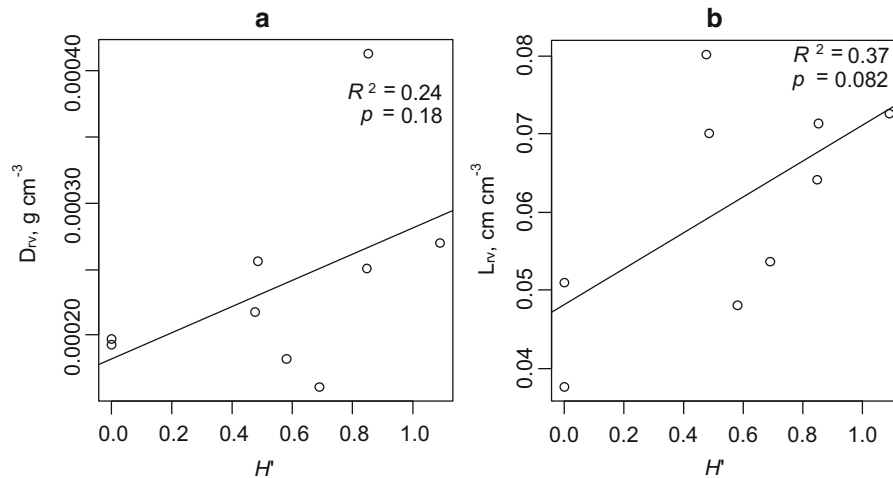 a
0.00040
0.00030
0.00020
D_rv, g cm⁻³
R² = 0.24
p = 0.18
0.0 0.2 0.4 0.6 0.8 1.0
H'
b
0.08
0.07
0.06
0.05
0.04
L_rv, cm cm⁻³
R² = 0.37
p = 0.082
0.0 0.2 0.4 0.6 0.8 1.0
H'